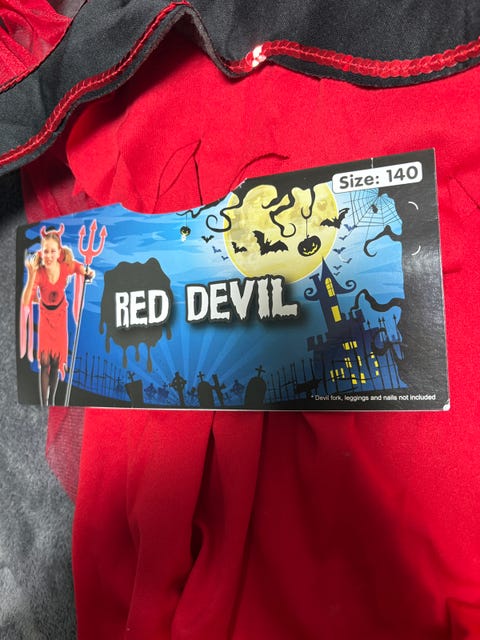 Size: 140
RED DEVIL
* Devil fork, leggings and nails not included